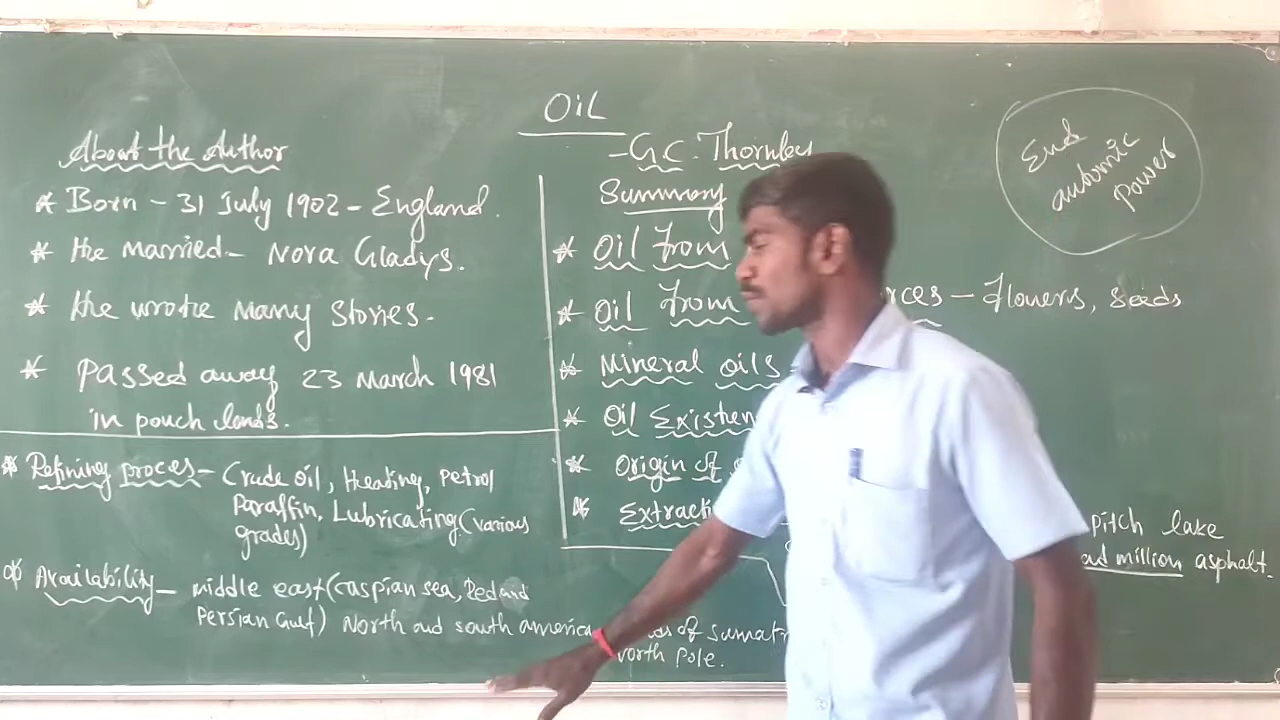 OiL
- G.C. Thornley
About the Author
* Born - 31 July 1902 - England.
* He married - Nora Gladys.
* He wrote many Stories.
* Passed away 23 March 1981
in pouch lands.
* Refining proces - Crude oil, Heating, Petrol
Paraffin, Lubricating (various
grades)
* Availability - middle east (Caspian sea, Red and
Persian Gulf) North and south america
of sumat
North Pole.
Summary
* Oil From
* Oil From rces - Flowers, Seeds
* Mineral oils
* Oil Existen
* Origin of
* Extracti
pitch lake
million asphalt.
End
automic
power